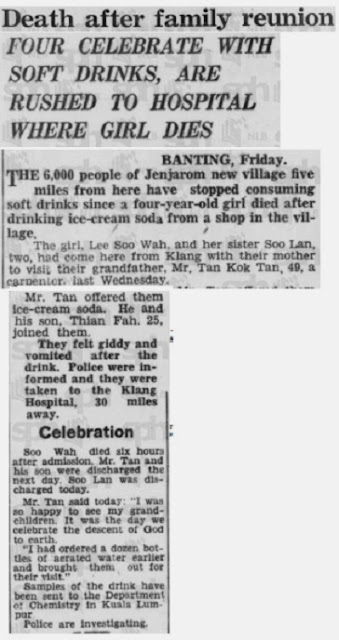 Death after family reunion
FOUR CELEBRATE WITH
SOFT DRINKS, ARE
RUSHED TO HOSPITAL
WHERE GIRL DIES
BANTING, Friday.
THE 6,000 people of Jenjarom new village five
miles from here have stopped consuming
soft drinks since a four-year-old girl died after
drinking ice-cream soda from a shop in the vil-
lage.
The girl, Lee Soo Wah, and her sister Soo Lan,
two, had come here from Klang with their mother
to visit their grandfather, Mr. Tan Kok Tan, 49, a
carpenter, last Wednesday.
Mr. Tan offered them
ice-cream soda. He and
his son, Thian Fah, 25,
joined them.
They felt giddy and
vomited after the
drink. Police were in-
formed and they were
taken to the Klang
Hospital, 30 miles
away.
Celebration
Soo Wah died six hours
after admission. Mr. Tan and
his son were discharged the
next day. Soo Lan was dis-
charged today.
Mr. Tan said today: "I was
so happy to see my grand-
children. It was the day we
celebrate the descent of God
to earth.
"I had ordered a dozen bot-
tles of aerated water earlier
and brought them out for
their visit."
Samples of the drink have
been sent to the Department
of Chemistry in Kuala Lum-
pur
Police are investigating.